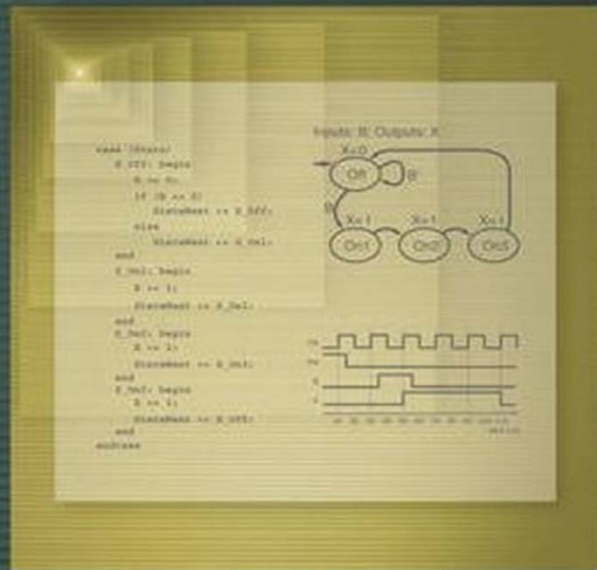 case (State)
S_Off: begin
X <= 0;
if (B == 0)
StateNext <= S_Off;
else
StateNext <= S_On1;
end
S_On1: begin
X <= 1;
StateNext <= S_On2;
end
S_On2: begin
X <= 1;
StateNext <= S_On3;
end
S_On3: begin
X <= 1;
StateNext <= S_Off;
end
endcase
Inputs: B; Outputs: X
X=0
Off
B'
B
X=1
X=1
X=1
On1
On2
On3